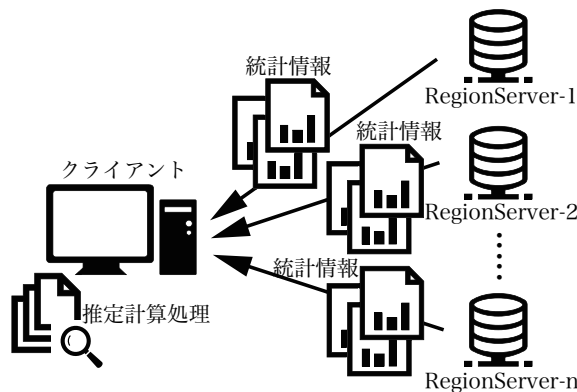 統計情報
RegionServer-1
統計情報
クライアント
RegionServer-2
統計情報
推定計算処理
RegionServer-n